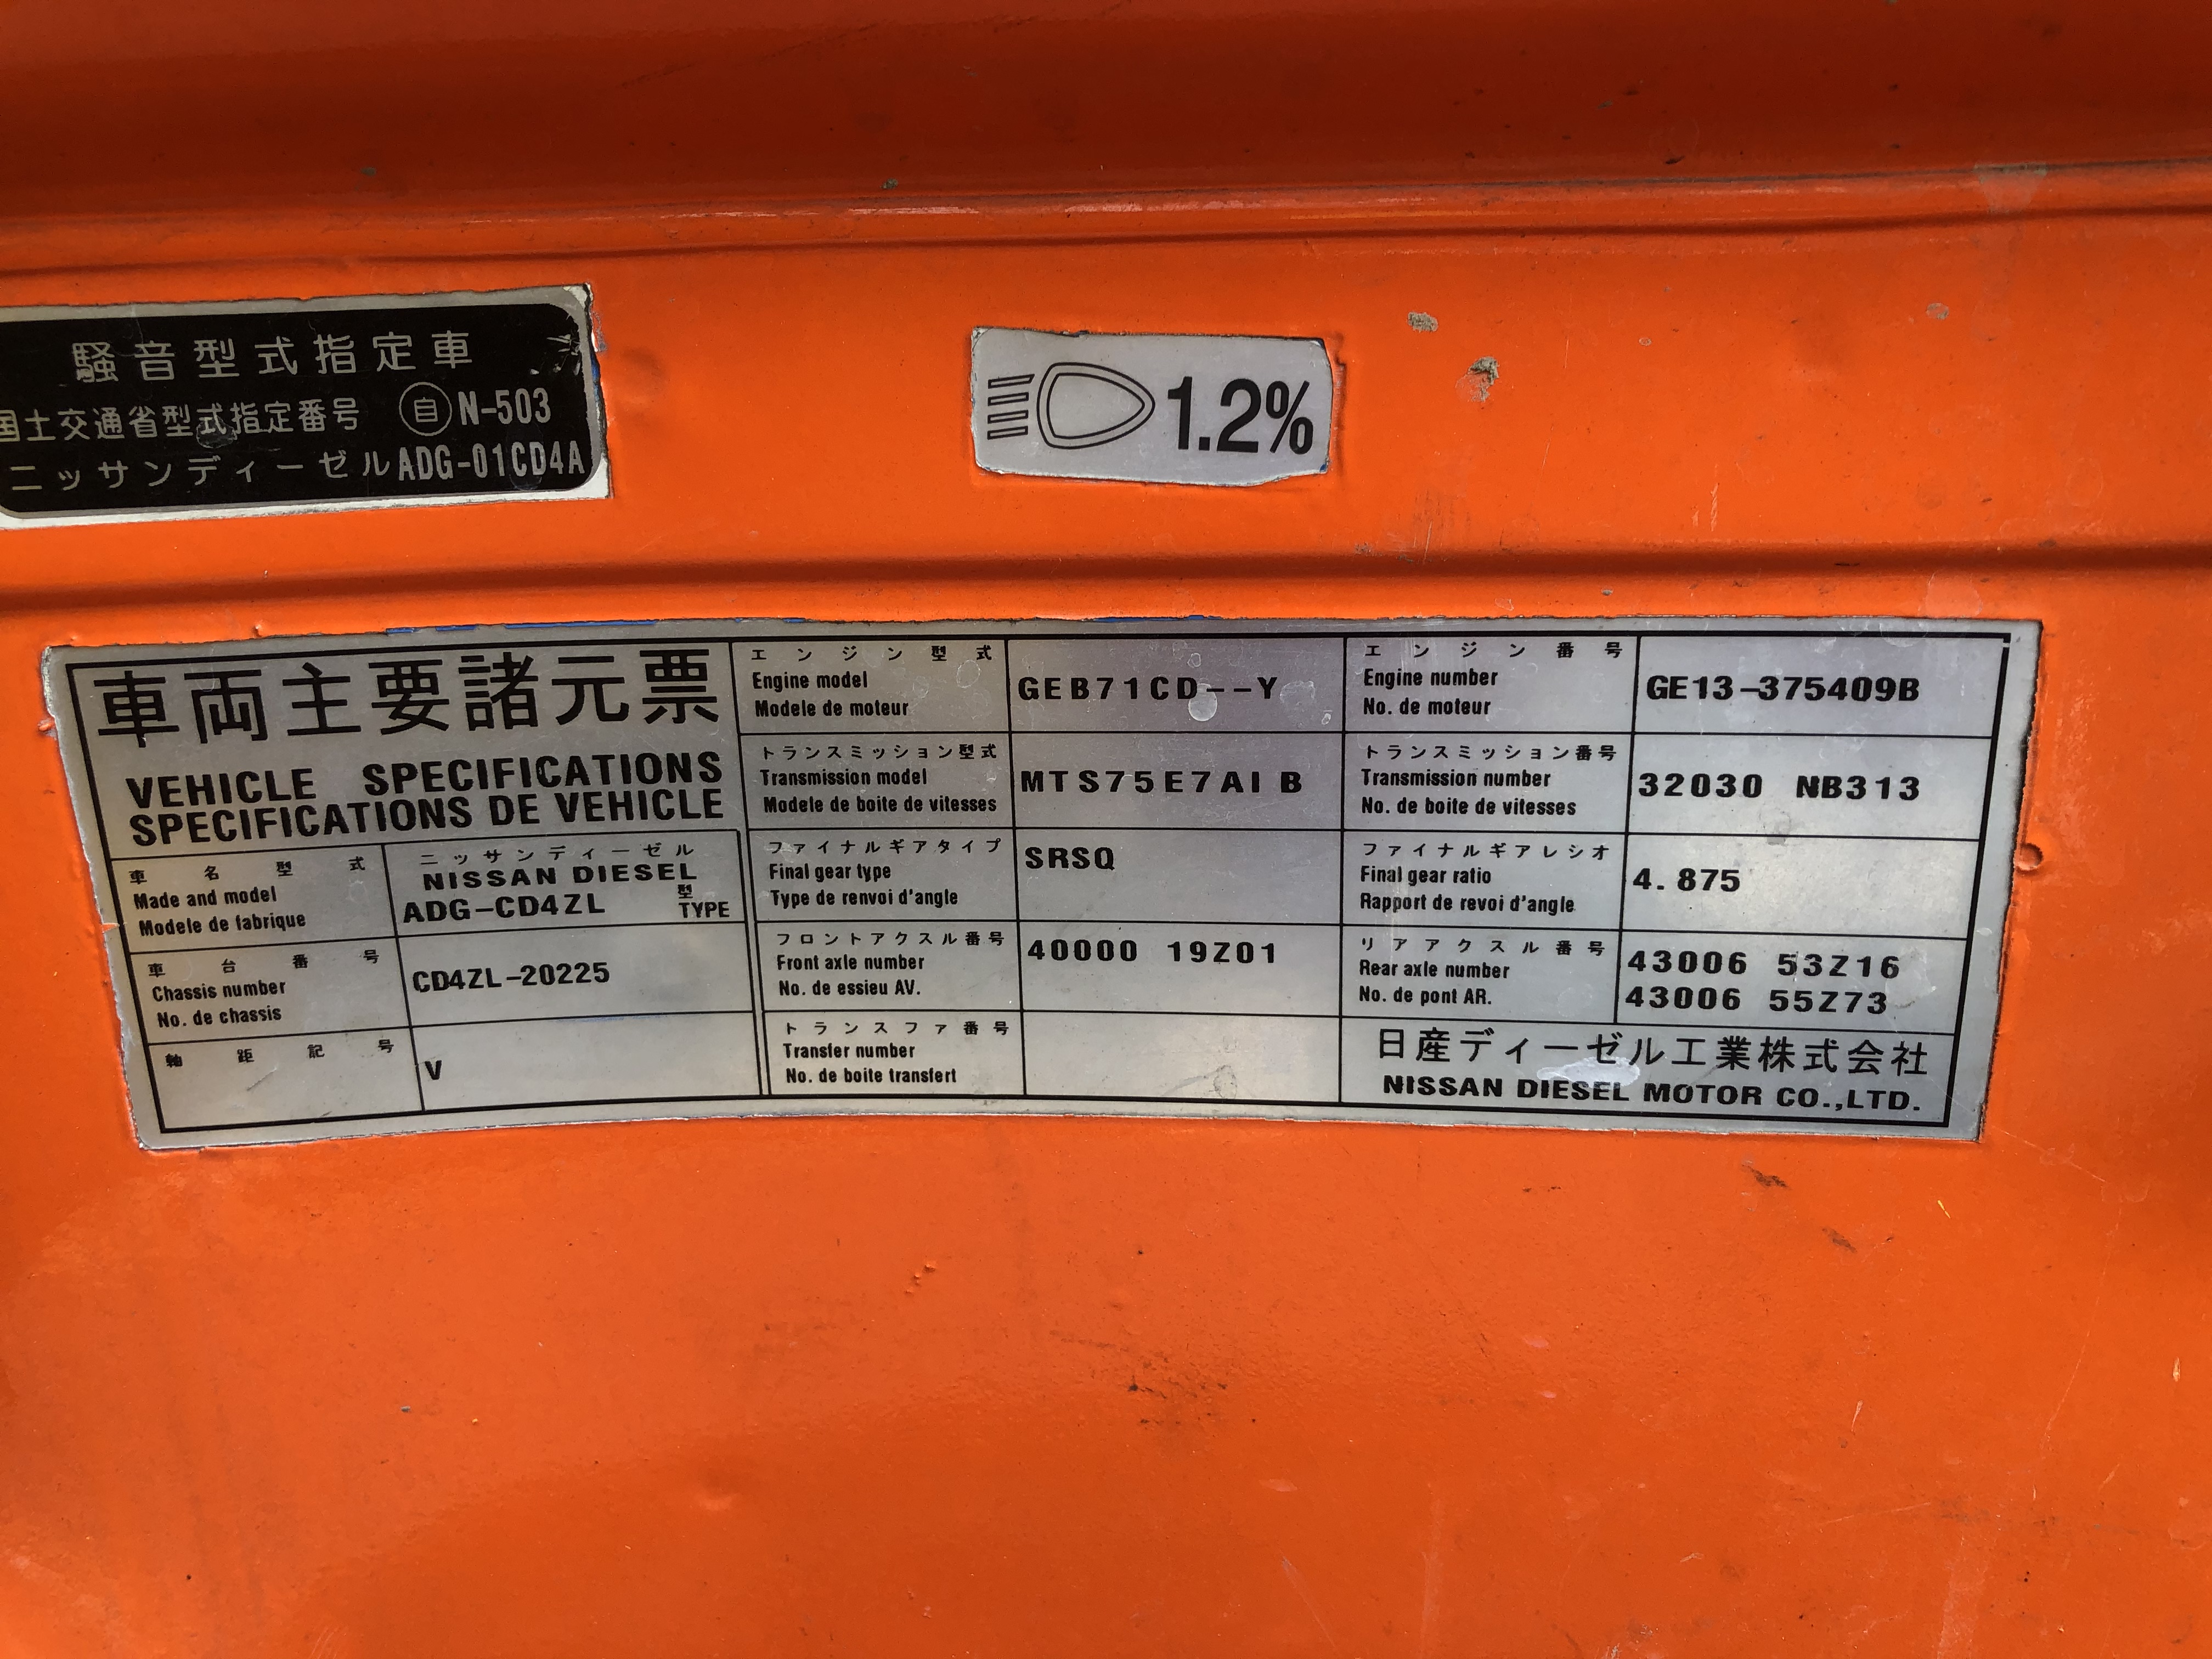 騒音型式指定車
国土交通省型式指定番号 自 N-503
ニッサンディーゼル ADG-01CD4A
1.2%
車両主要諸元票
VEHICLE SPECIFICATIONS
SPECIFICATIONS DE VEHICLE
車名型式
Made and model
Modele de fabrique
ニッサンディーゼル
NISSAN DIESEL
ADG-CD4ZL 型
TYPE
車台番号
Chassis number
No. de chassis
CD4ZL-20225
軸距記号
V
エンジン型式
Engine model
Modele de moteur
GEB71CD--Y
エンジン番号
Engine number
No. de moteur
GE13-375409B
トランスミッション型式
Transmission model
Modele de boite de vitesses
MTS75E7AI B
トランスミッション番号
Transmission number
No. de boite de vitesses
32030 NB313
ファイナルギアタイプ
Final gear type
Type de renvoi d'angle
SRSQ
ファイナルギアレシオ
Final gear ratio
Rapport de revoi d'angle
4.875
フロントアクスル番号
Front axle number
No. de essieu AV.
40000 19Z01
リアアクスル番号
Rear axle number
No. de pont AR.
43006 53Z16
43006 55Z73
トランスファ番号
Transfer number
No. de boite transfert
日産ディーゼル工業株式会社
NISSAN DIESEL MOTOR CO.,LTD.